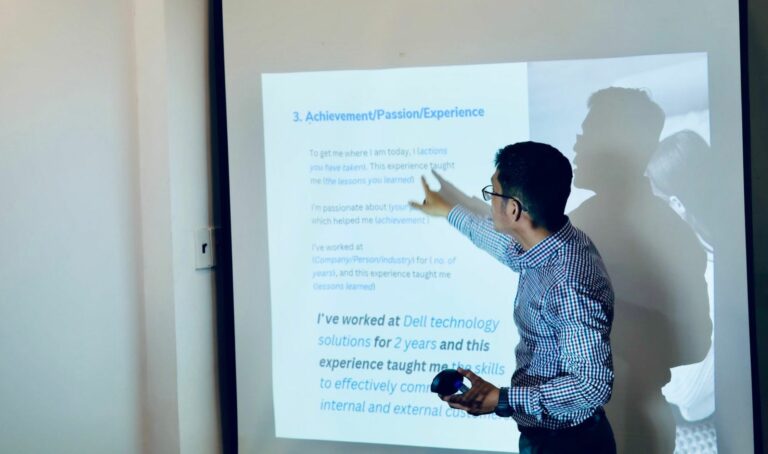 3. Achievement/Passion/Experience
To get me where I am today, I (actions
you have taken). This experience taught
me (the lessons you learned)
I'm passionate about
which helped me (achievement )
I've worked at
(Company/Person/Industry) for ( no. of
years), and this experience taught me
(lessons learned)
I've worked at Dell technology
solutions for 2 years and this
experience taught me the skills
to effectively
internal and external